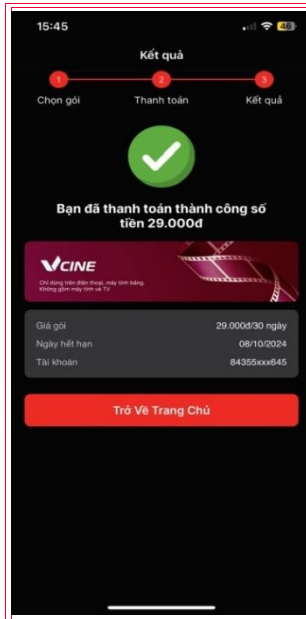 15:45
46
Kết quả
1
2
3
Chọn gói
Thanh toán
Kết quả
Bạn đã thanh toán thành công số
tiền 29.000đ
VCINE
Chỉ dùng trên điện thoại, máy tính bảng.
Không gồm máy tính và TV
Giá gói
29.000đ/30 ngày
Ngày hết hạn
08/10/2024
Tài khoản
84355xxx645
Trở Về Trang Chủ